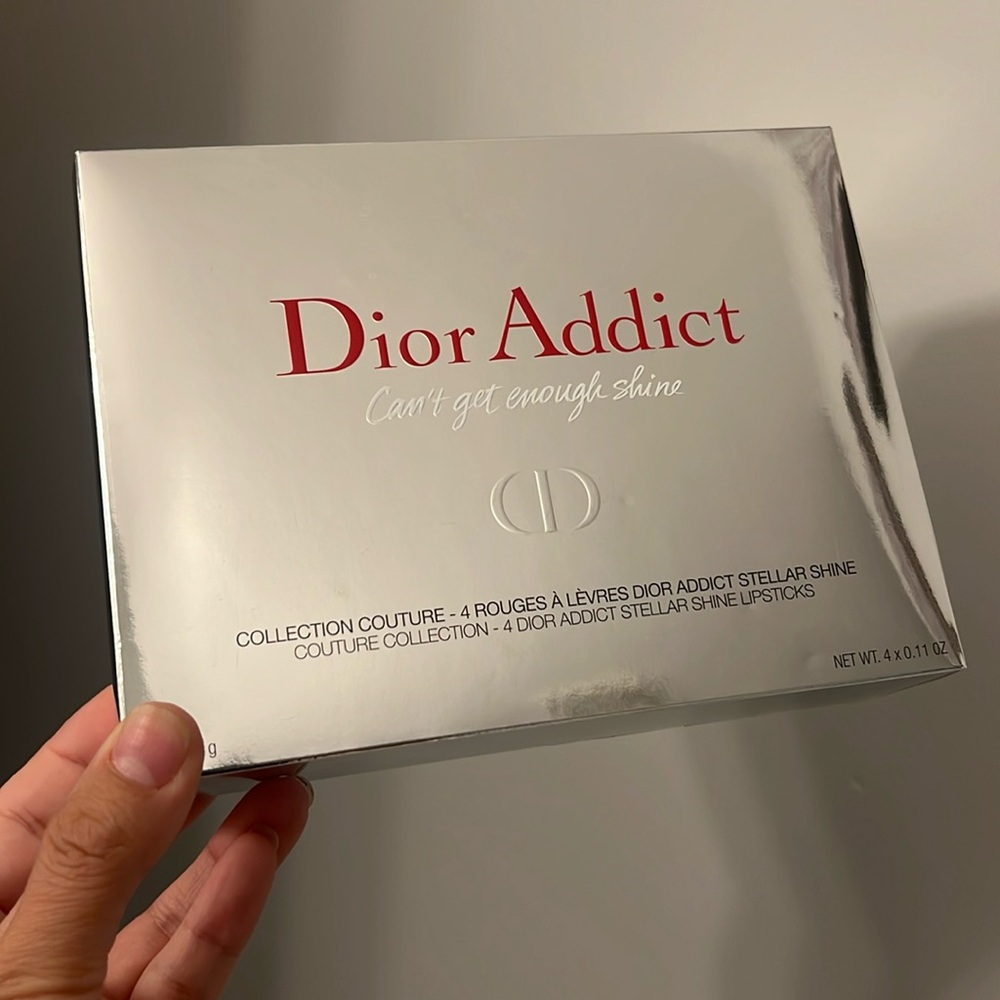 Dior Addict
Can't get enough shine
CD
COLLECTION COUTURE - 4 ROUGES À LÈVRES DIOR ADDICT STELLAR SHINE
COUTURE COLLECTION - 4 DIOR ADDICT STELLAR SHINE LIPSTICKS
NET WT. 4 x 0.11 OZ
g